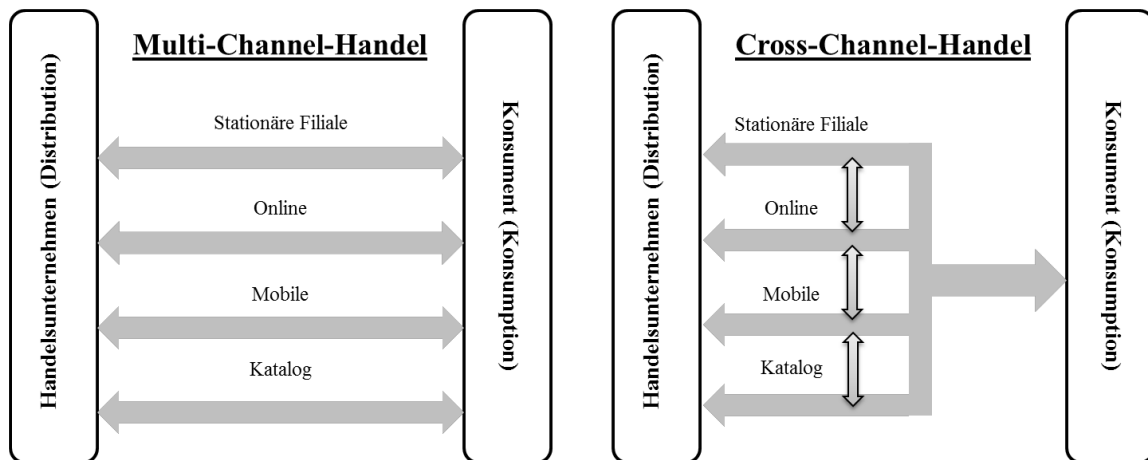 Multi-Channel-Handel
Handelsunternehmen (Distribution)
Stationäre Filiale
Online
Mobile
Katalog
Konsument (Konsumption)
Cross-Channel-Handel
Handelsunternehmen (Distribution)
Stationäre Filiale
Online
Mobile
Katalog
Konsument (Konsumption)